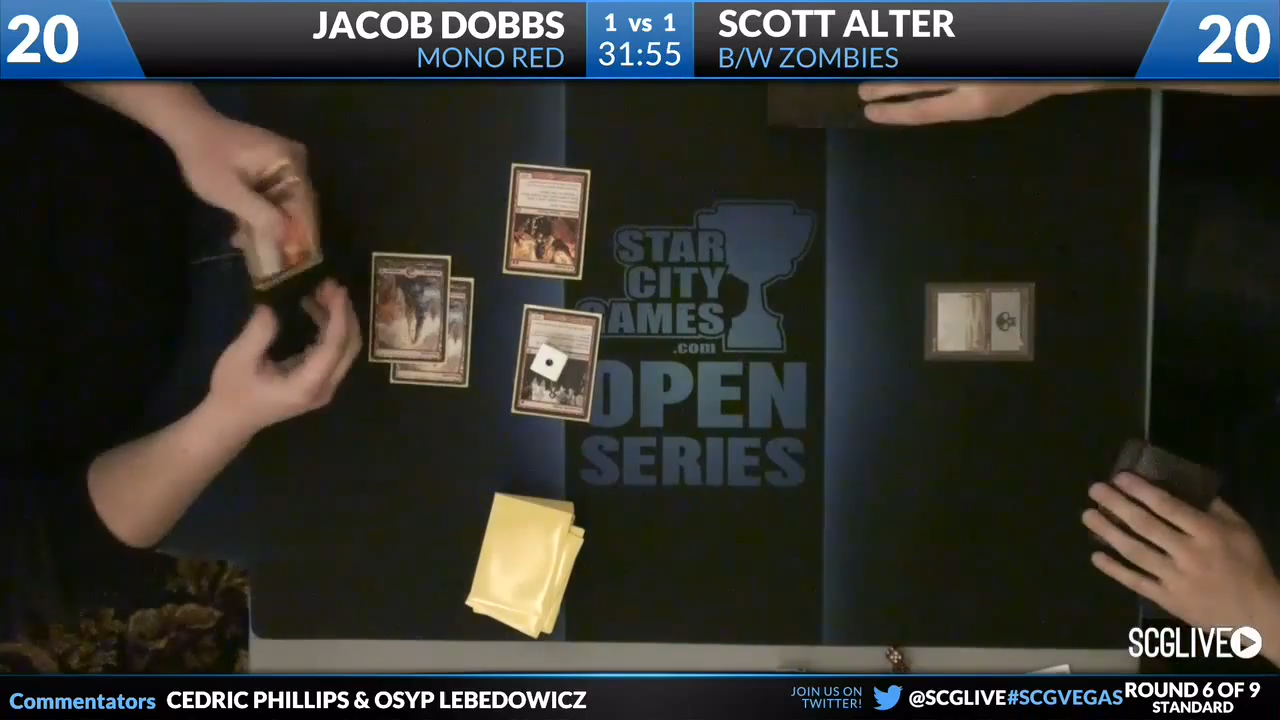 20
JACOB DOBBS
MONO RED
1 vs 1
31:55
SCOTT ALTER
B/W ZOMBIES
20
STAR
CITY
GAMES
.com
OPEN
SERIES
SCGLIVE
Commentators CEDRIC PHILLIPS & OSYP LEBEDOWICZ
JOIN US ON
TWITTER!
@SCGLIVE#SCGVEGAS
ROUND 6 OF 9
STANDARD